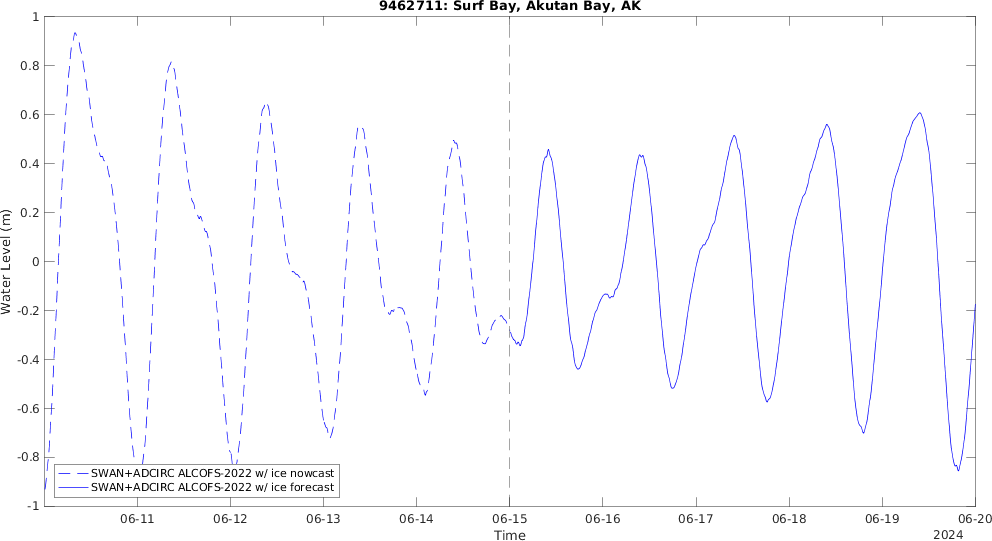 9462711: Surf Bay, Akutan Bay, AK
Water Level (m)
1
0.8
0.6
0.4
0.2
0
-0.2
-0.4
-0.6
-0.8
-1
SWAN+ADCIRC ALCOFS-2022 w/ ice nowcast
SWAN+ADCIRC ALCOFS-2022 w/ ice forecast
06-11 06-12 06-13 06-14 06-15 06-16 06-17 06-18 06-19 06-20
Time
2024